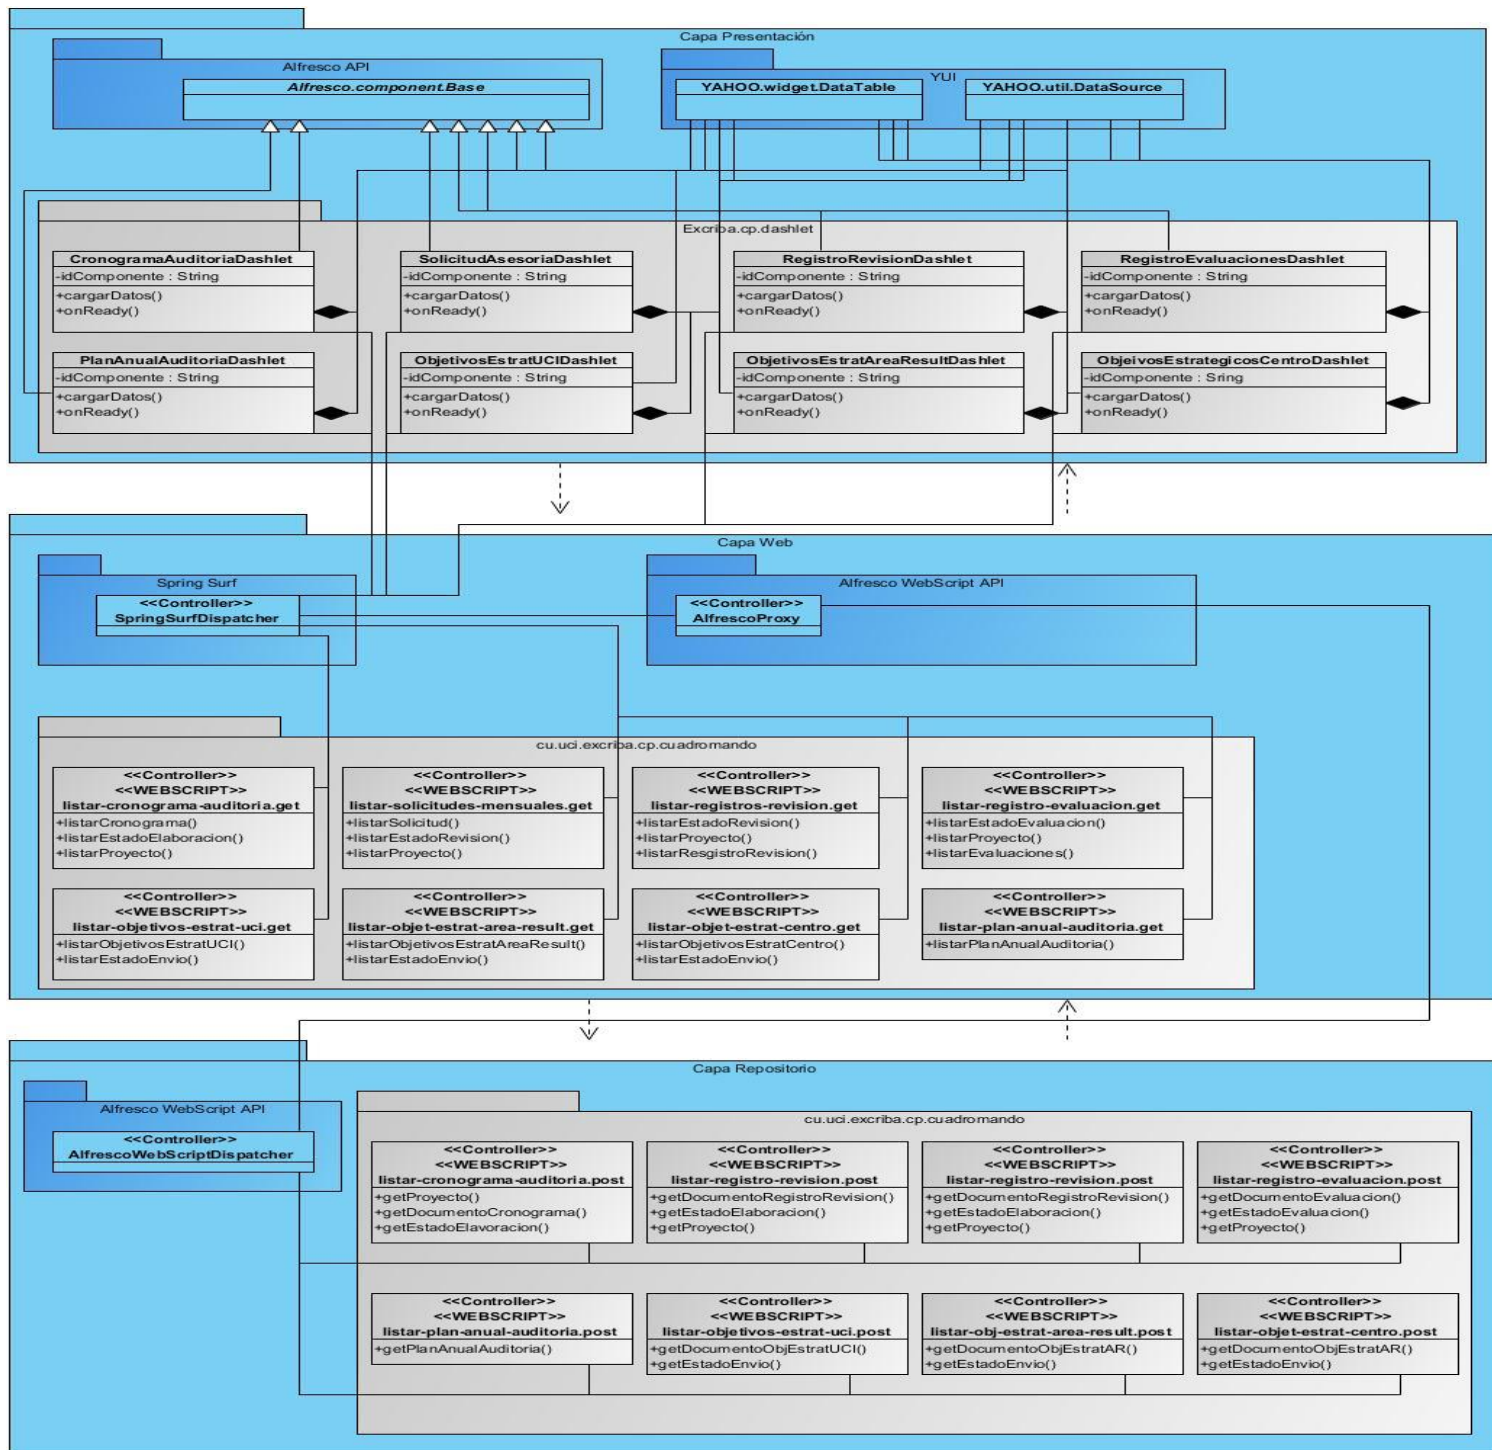 Capa Presentación
Alfresco API
Alfresco.component.Base
YUI
YAHOO.widget.DataTable
YAHOO.util.DataSource
Excriba.cp.dashlet
CronogramaAuditoriaDashlet
-idComponente : String
+cargarDatos()
+onReady()
SolicitudAsesoriaDashlet
-idComponente : String
+cargarDatos()
+onReady()
RegistroRevisionDashlet
-idComponente : String
+cargarDatos()
+onReady()
RegistroEvaluacionesDashlet
-idComponente : String
+cargarDatos()
+onReady()
PlanAnualAuditoriaDashlet
-idComponente : String
+cargarDatos()
+onReady()
ObjetivosEstratUCIDashlet
-idComponente : String
+cargarDatos()
+onReady()
ObjetivosEstratAreaResultDashlet
-idComponente : String
+cargarDatos()
+onReady()
ObjeivosEstrategicosCentroDashlet
-idComponente : Sring
+cargarDatos()
+onReady()
Capa Web
Spring Surf
<<Controller>>
SpringSurfDispatcher
Alfresco WebScript API
<<Controller>>
AlfrescoProxy
cu.uci.excriba.cp.cuadromando
<<Controller>>
<<WEBSCRIPT>>
listar-cronograma-auditoria.get
+listarCronograma()
+listarEstadoElaboracion()
+listarProyecto()
<<Controller>>
<<WEBSCRIPT>>
listar-solicitudes-mensuales.get
+listarSolicitud()
+listarEstadoRevision()
+listarProyecto()
<<Controller>>
<<WEBSCRIPT>>
listar-registros-revision.get
+listarEstadoRevision()
+listarProyecto()
+listarResgistroRevision()
<<Controller>>
<<WEBSCRIPT>>
listar-registro-evaluacion.get
+listarEstadoEvaluacion()
+listarProyecto()
+listarEvaluaciones()
<<Controller>>
<<WEBSCRIPT>>
listar-objetivos-estrat-uci.get
+listarObjetivosEstratUCI()
+listarEstadoEnvio()
<<Controller>>
<<WEBSCRIPT>>
listar-objet-estrat-area-result.get
+listarObjetivosEstratAreaResult()
+listarEstadoEnvio()
<<Controller>>
<<WEBSCRIPT>>
listar-objet-estrat-centro.get
+listarObjetivosEstratCentro()
+listarEstadoEnvio()
<<Controller>>
<<WEBSCRIPT>>
listar-plan-anual-auditoria.get
+listarPlanAnualAuditoria()
Capa Repositorio
Alfresco WebScript API
<<Controller>>
AlfrescoWebScriptDispatcher
cu.uci.excriba.cp.cuadromando
<<Controller>>
<<WEBSCRIPT>>
listar-cronograma-auditoria.post
+getProyecto()
+getDocumentoCronograma()
+getEstadoElavoracion()
<<Controller>>
<<WEBSCRIPT>>
listar-registro-revision.post
+getDocumentoRegistroRevision()
+getEstadoElaboracion()
+getProyecto()
<<Controller>>
<<WEBSCRIPT>>
listar-registro-revision.post
+getDocumentoRegistroRevision()
+getEstadoElaboracion()
+getProyecto()
<<Controller>>
<<WEBSCRIPT>>
listar-registro-evaluacion.post
+getDocumentoEvaluacion()
+getEstadoEvaluacion()
+getProyecto()
<<Controller>>
<<WEBSCRIPT>>
listar-plan-anual-auditoria.post
+getPlanAnualAuditoria()
<<Controller>>
<<WEBSCRIPT>>
listar-objetivos-estrat-uci.post
+getDocumentoObjEstratUCI()
+getEstadoEnvio()
<<Controller>>
<<WEBSCRIPT>>
listar-obj-estrat-area-result.post
+getDocumentoObjEstratAR()
+getEstadoEnvio()
<<Controller>>
<<WEBSCRIPT>>
listar-objet-estrat-centro.post
+getDocumentoObjEstratAR()
+getEstadoEnvio()